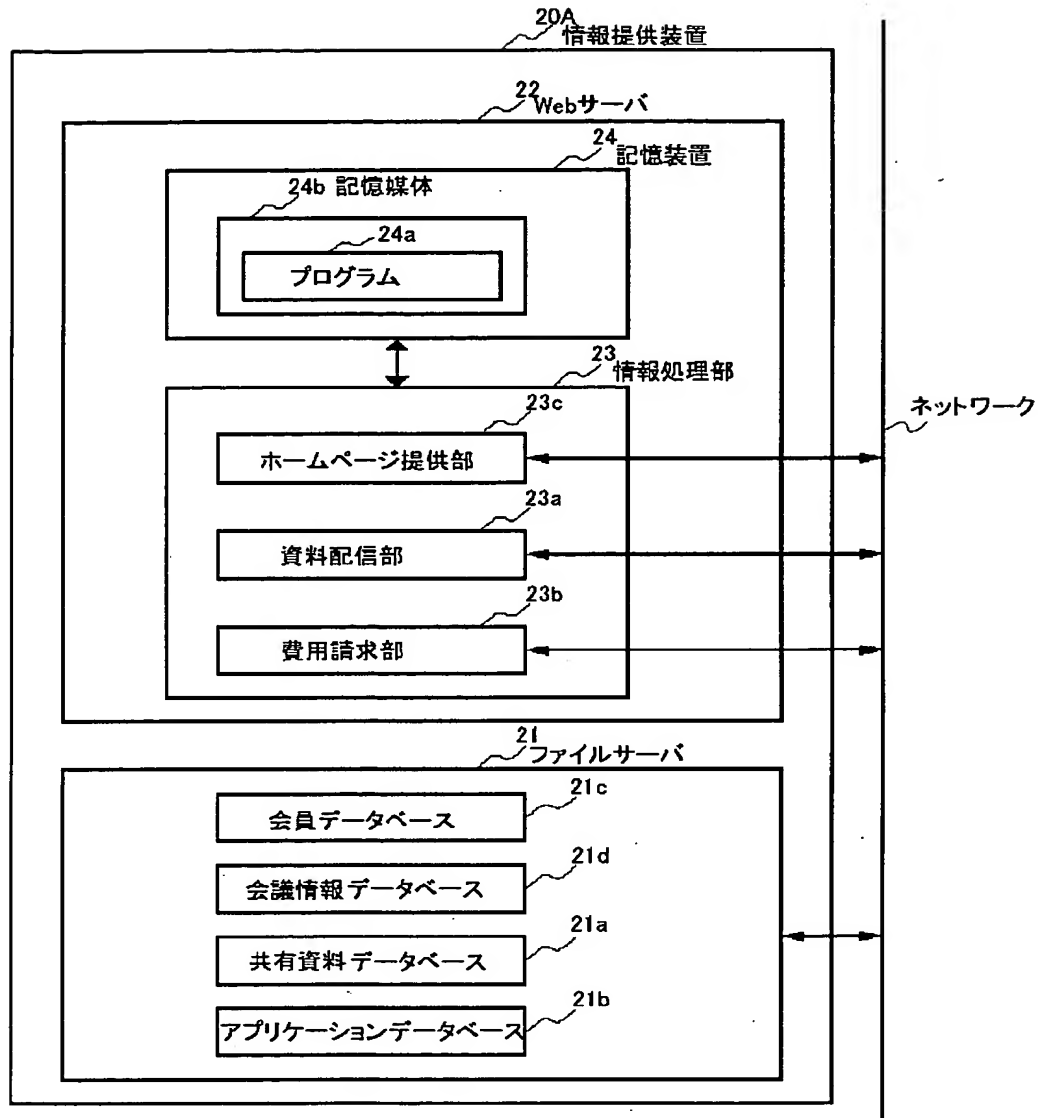 20A
情報提供装置
22
Webサーバ
24
記憶装置
24b 記憶媒体
24a
プログラム
23
情報処理部
23c
ホームページ提供部
23a
資料配信部
23b
費用請求部
ネットワーク
21
ファイルサーバ
21c
会員データベース
21d
会議情報データベース
21a
共有資料データベース
21b
アプリケーションデータベース